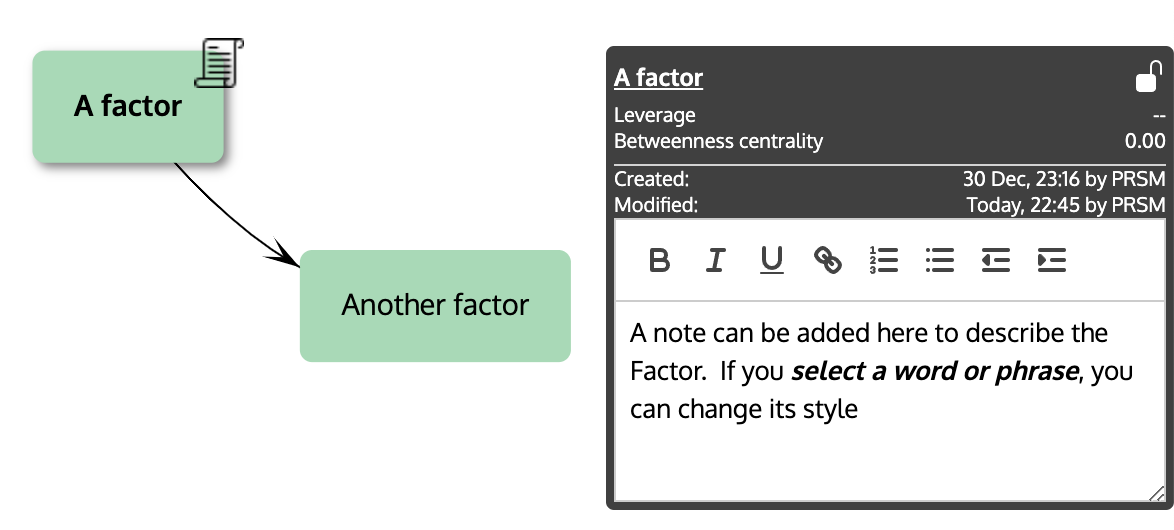 A factor
Another factor
A factor
Leverage --
Betweenness centrality 0.00
Created: 30 Dec, 23:16 by PRSM
Modified: Today, 22:45 by PRSM
B I U
A note can be added here to describe the
Factor.  If you select a word or phrase, you
can change its style